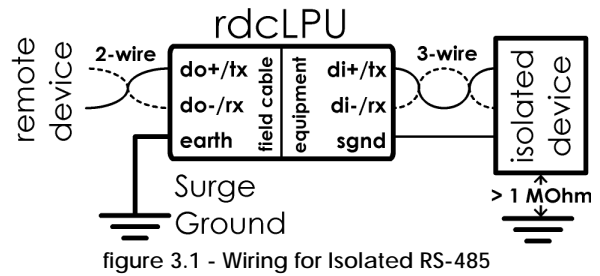 rdcLPU
remote device
2-wire
do+/tx
do-/rx
earth
field cable
equipment
di+/tx
di-/rx
sgnd
3-wire
isolated device
> 1 MOhm
Surge
Ground
figure 3.1 - Wiring for Isolated RS-485